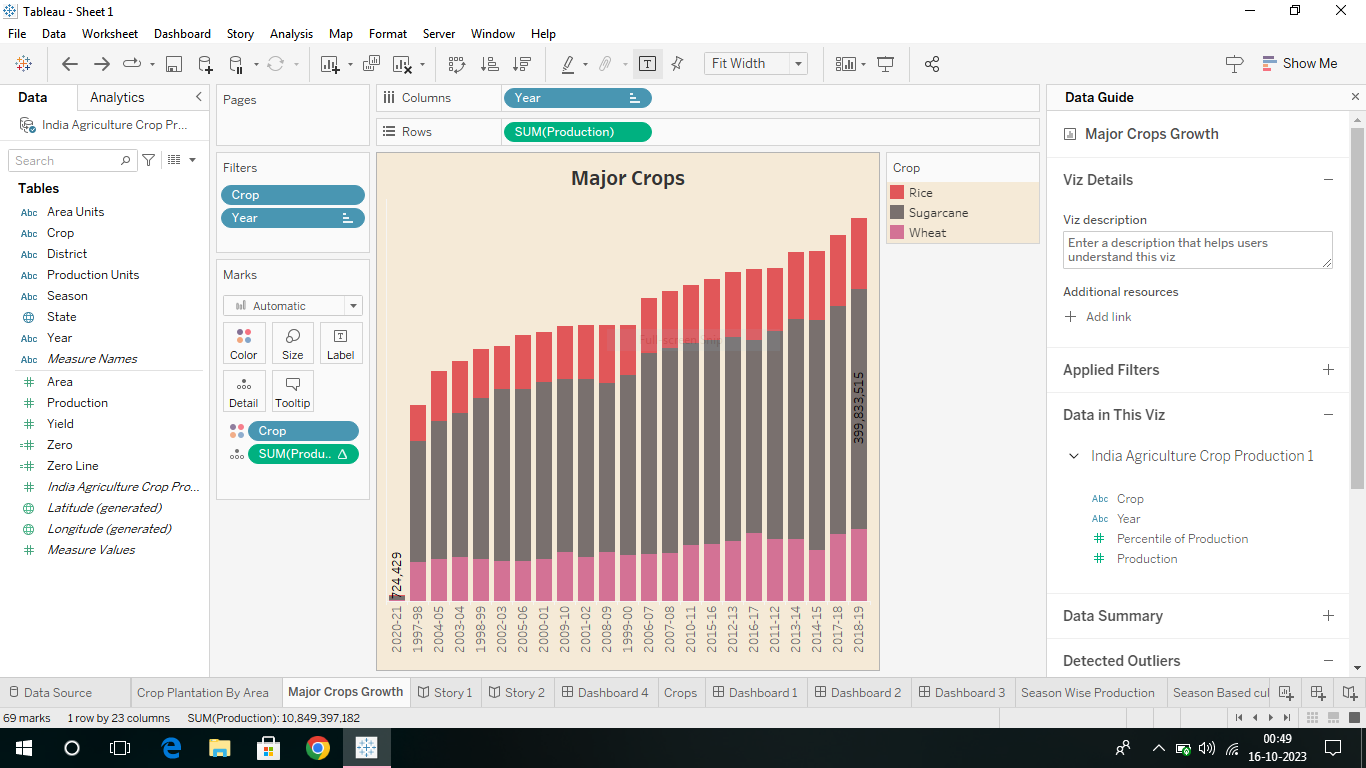 Tableau - Sheet 1
File Data Worksheet Dashboard Story Analysis Map Format Server Window Help
Fit Width
Show Me
Data Analytics
India Agriculture Crop Pr...
Search
Tables
Abc Area Units
Abc Crop
Abc District
Abc Production Units
Abc Season
State
Abc Year
Abc Measure Names
Area
Production
Yield
Zero
Zero Line
India Agriculture Crop Pro...
Latitude (generated)
Longitude (generated)
Measure Values
Pages
Filters
Crop
Year
Marks
Automatic
Color Size Label
Detail Tooltip
Crop
SUM(Produ..
Columns Year
Rows SUM(Production)
Major Crops
Full-screen Snip
399,833,515
724,429
2020-21 1997-98 2004-05 2003-04 1998-99 2002-03 2005-06 2000-01 2009-10 2001-02 2008-09 1999-00 2006-07 2007-08 2010-11 2015-16 2012-13 2016-17 2011-12 2013-14 2014-15 2017-18 2018-19
Crop
Rice
Sugarcane
Wheat
Data Guide
Major Crops Growth
Viz Details
Viz description
Enter a description that helps users
understand this viz
Additional resources
Add link
Applied Filters
Data in This Viz
India Agriculture Crop Production 1
Abc Crop
Abc Year
Percentile of Production
Production
Data Summary
Detected Outliers
Data Source Crop Plantation By Area Major Crops Growth Story 1 Story 2 Dashboard 4 Crops Dashboard 1 Dashboard 2 Dashboard 3 Season Wise Production Season Based cul
69 marks 1 row by 23 columns SUM(Production): 10,849,397,182
00:49
16-10-2023